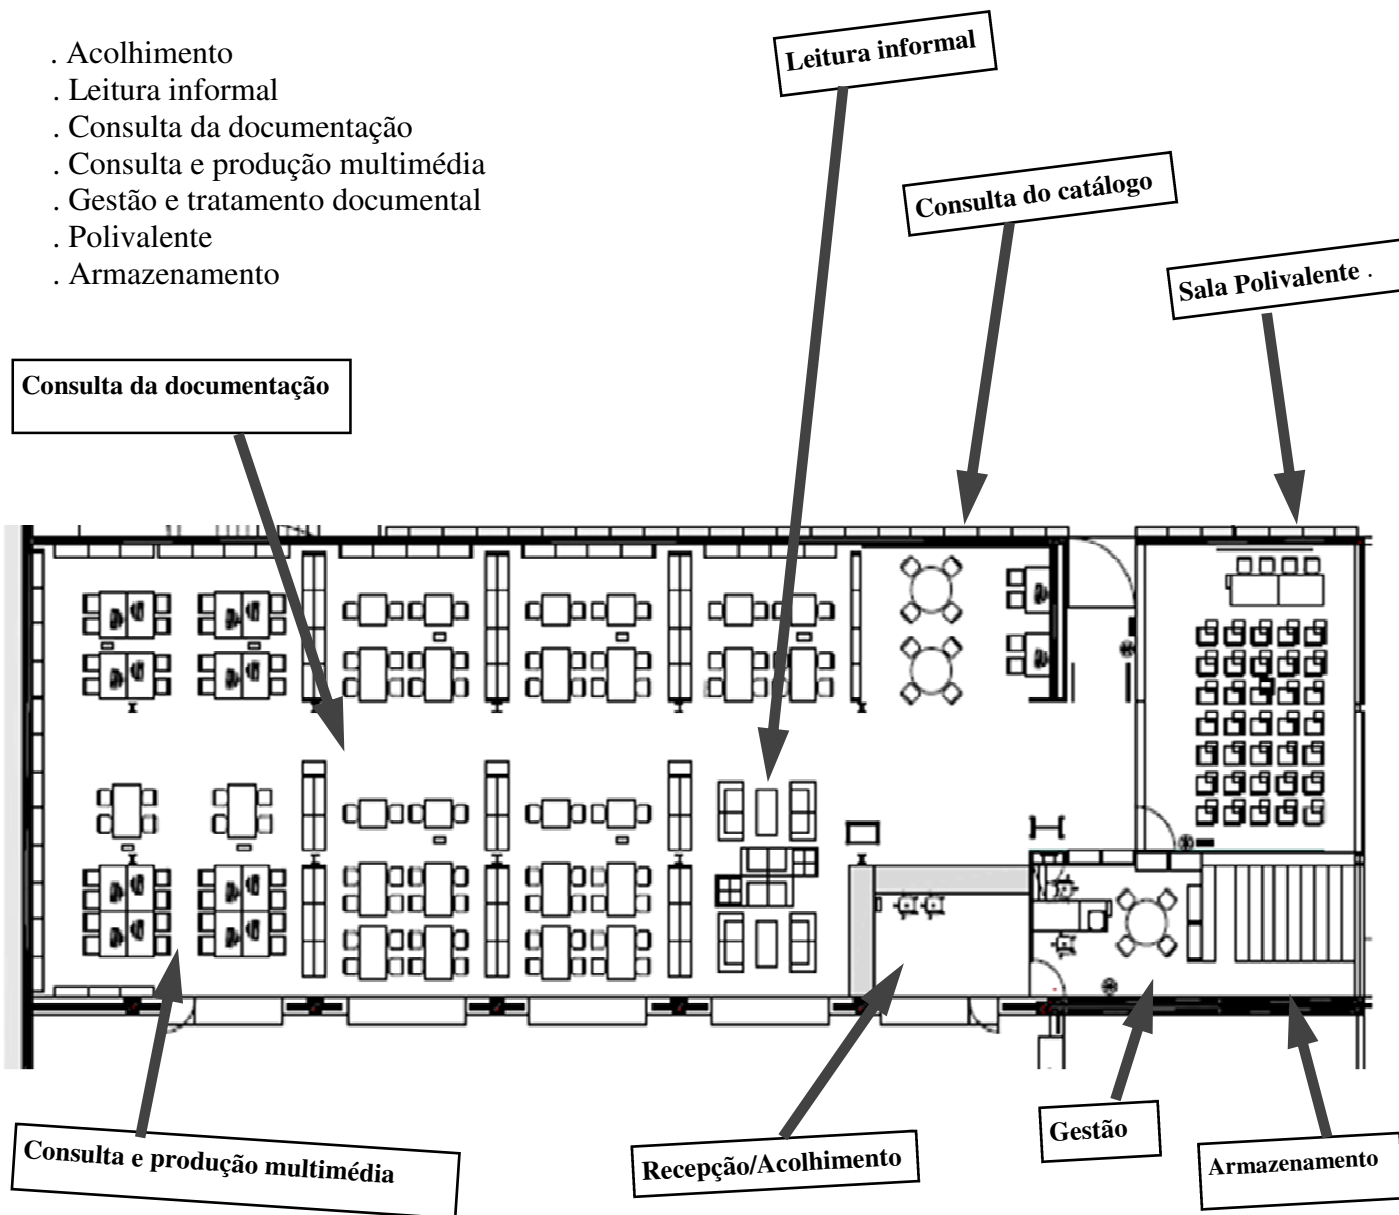 . Acolhimento
. Leitura informal
. Consulta da documentação
. Consulta e produção multimédia
. Gestão e tratamento documental
. Polivalente
. Armazenamento
Leitura informal
Consulta do catálogo
Sala Polivalente .
Consulta da documentação
Consulta e produção multimédia
Recepção/Acolhimento
Gestão
Armazenamento